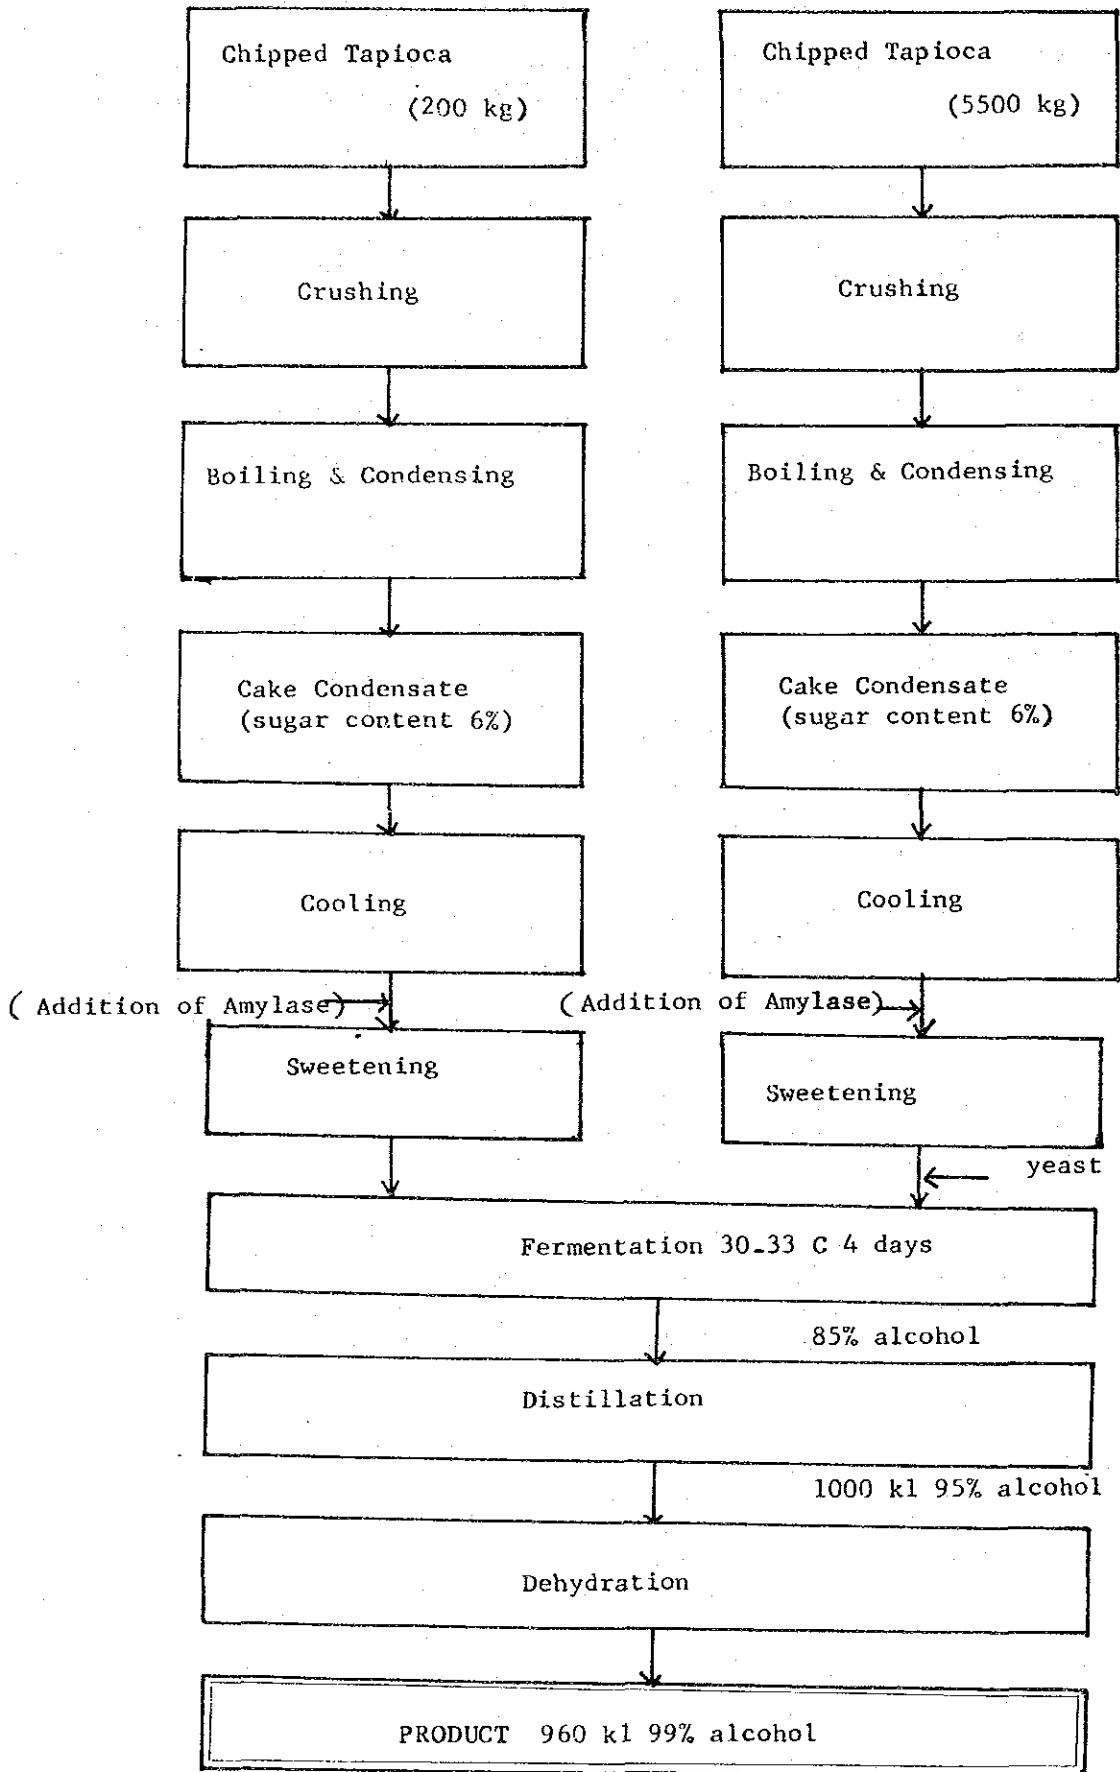 Chipped Tapioca
(200 kg)
Crushing
Boiling & Condensing
Cake Condensate
(sugar content 6%)
Cooling
( Addition of Amylase)
Sweetening
Chipped Tapioca
(5500 kg)
Crushing
Boiling & Condensing
Cake Condensate
(sugar content 6%)
Cooling
(Addition of Amylase)
Sweetening
yeast
Fermentation 30-33 C 4 days
85% alcohol
Distillation
1000 kl 95% alcohol
Dehydration
PRODUCT 960 kl 99% alcohol